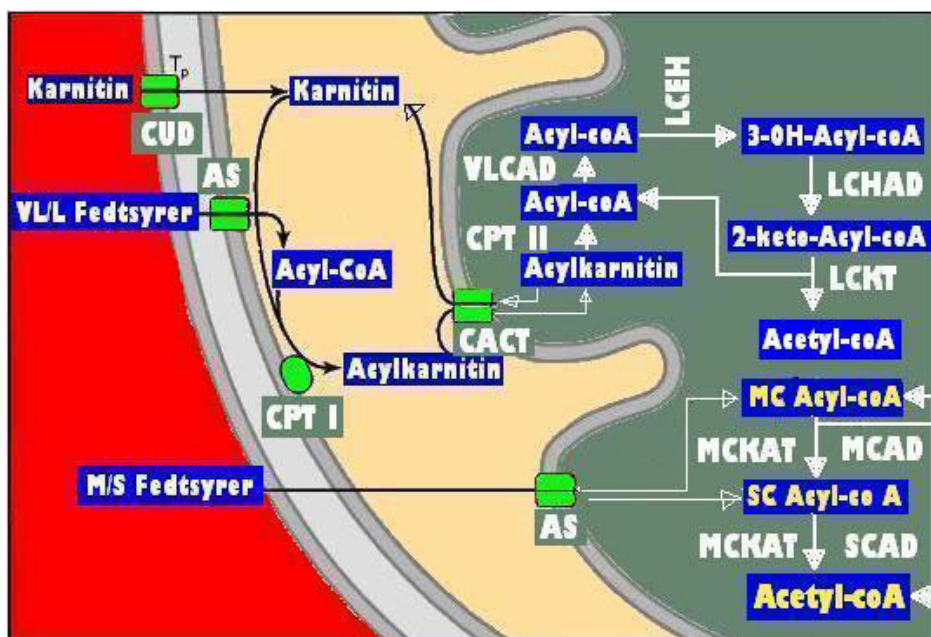 Karnitin
Tp
CUD
Karnitin
AS
VL/L Fedtsyrer
Acyl-CoA
CPT I
Acylkarnitin
CACT
M/S Fedtsyrer
AS
Acyl-coA
LCEH
3-OH-Acyl-coA
VLCAD
LCHAD
Acyl-coA
2-keto-Acyl-coA
CPT II
LCKT
Acylkarnitin
Acetyl-coA
MC Acyl-coA
MCKAT
MCAD
SC Acyl-co A
MCKAT
SCAD
Acetyl-coA